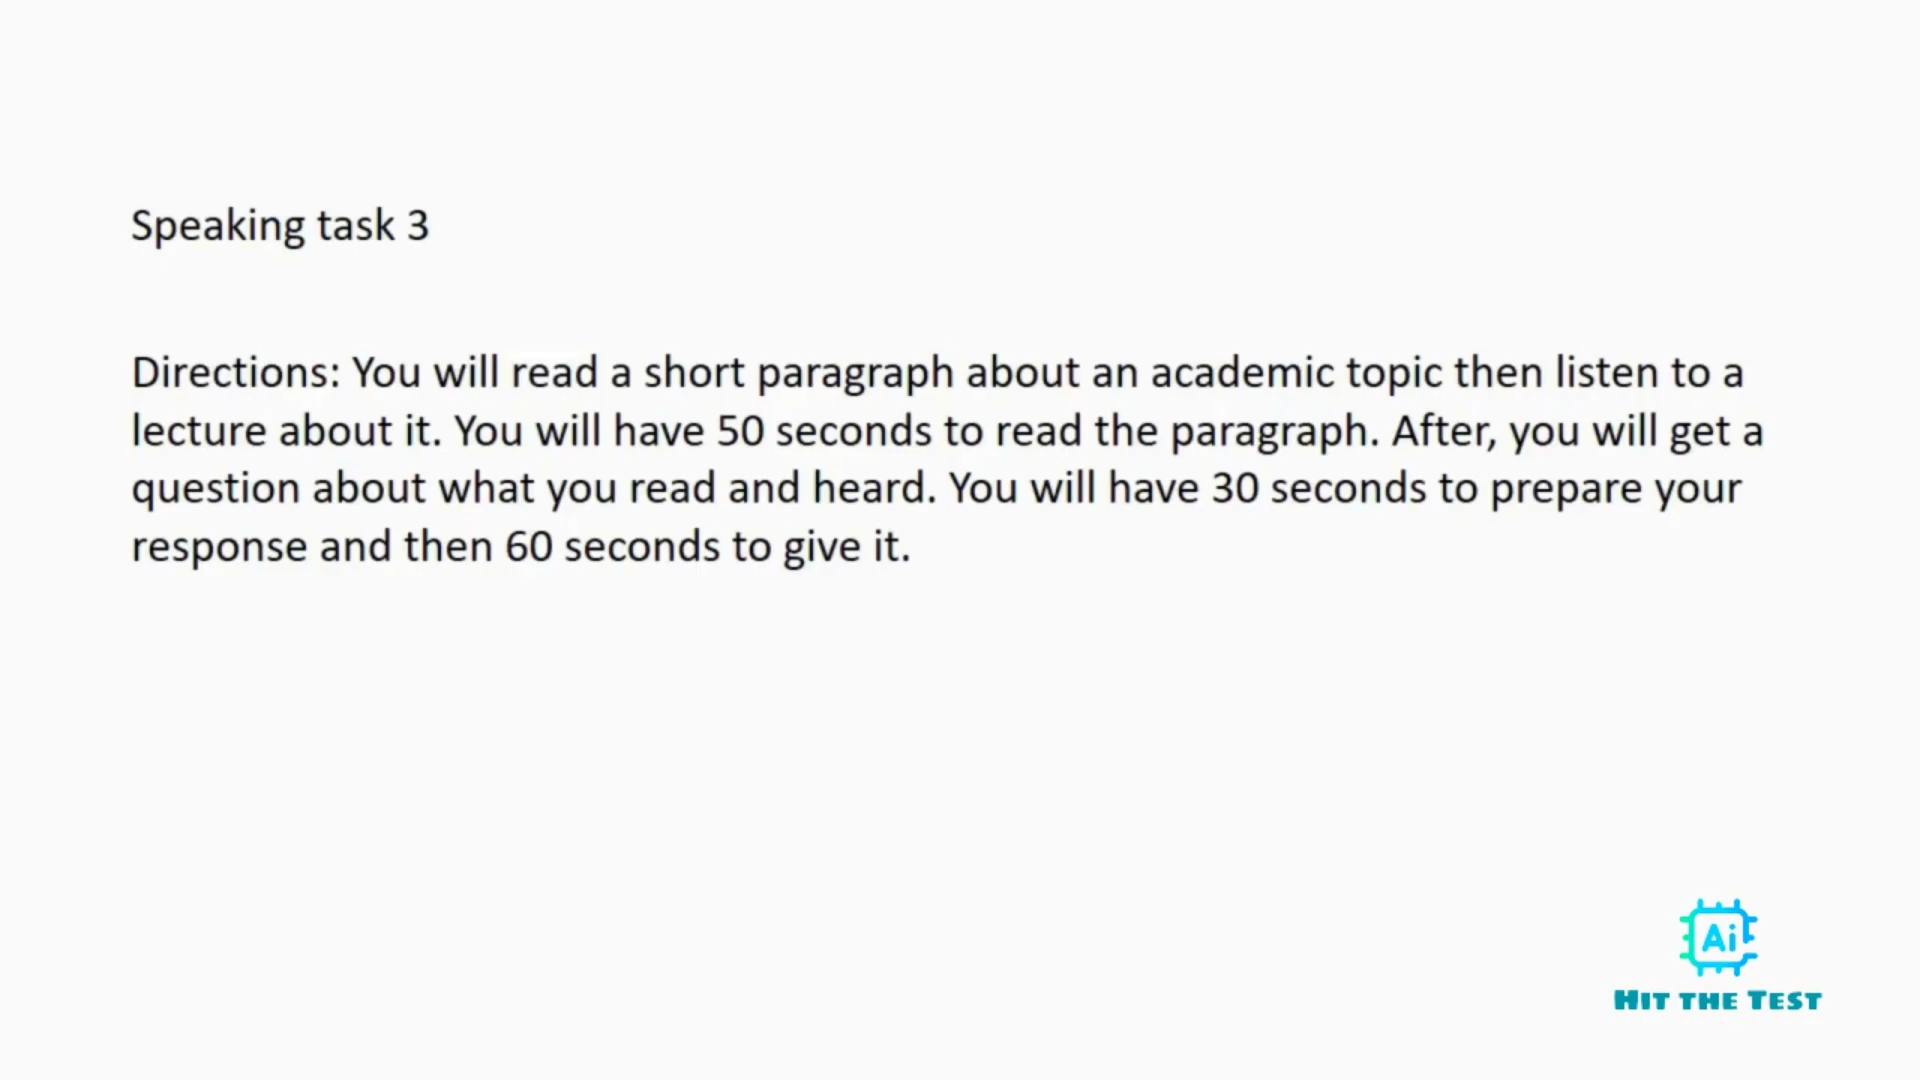 Speaking task 3
Directions: You will read a short paragraph about an academic topic then listen to a
lecture about it. You will have 50 seconds to read the paragraph. After, you will get a
question about what you read and heard. You will have 30 seconds to prepare your
response and then 60 seconds to give it.
Ai
HIT THE TEST